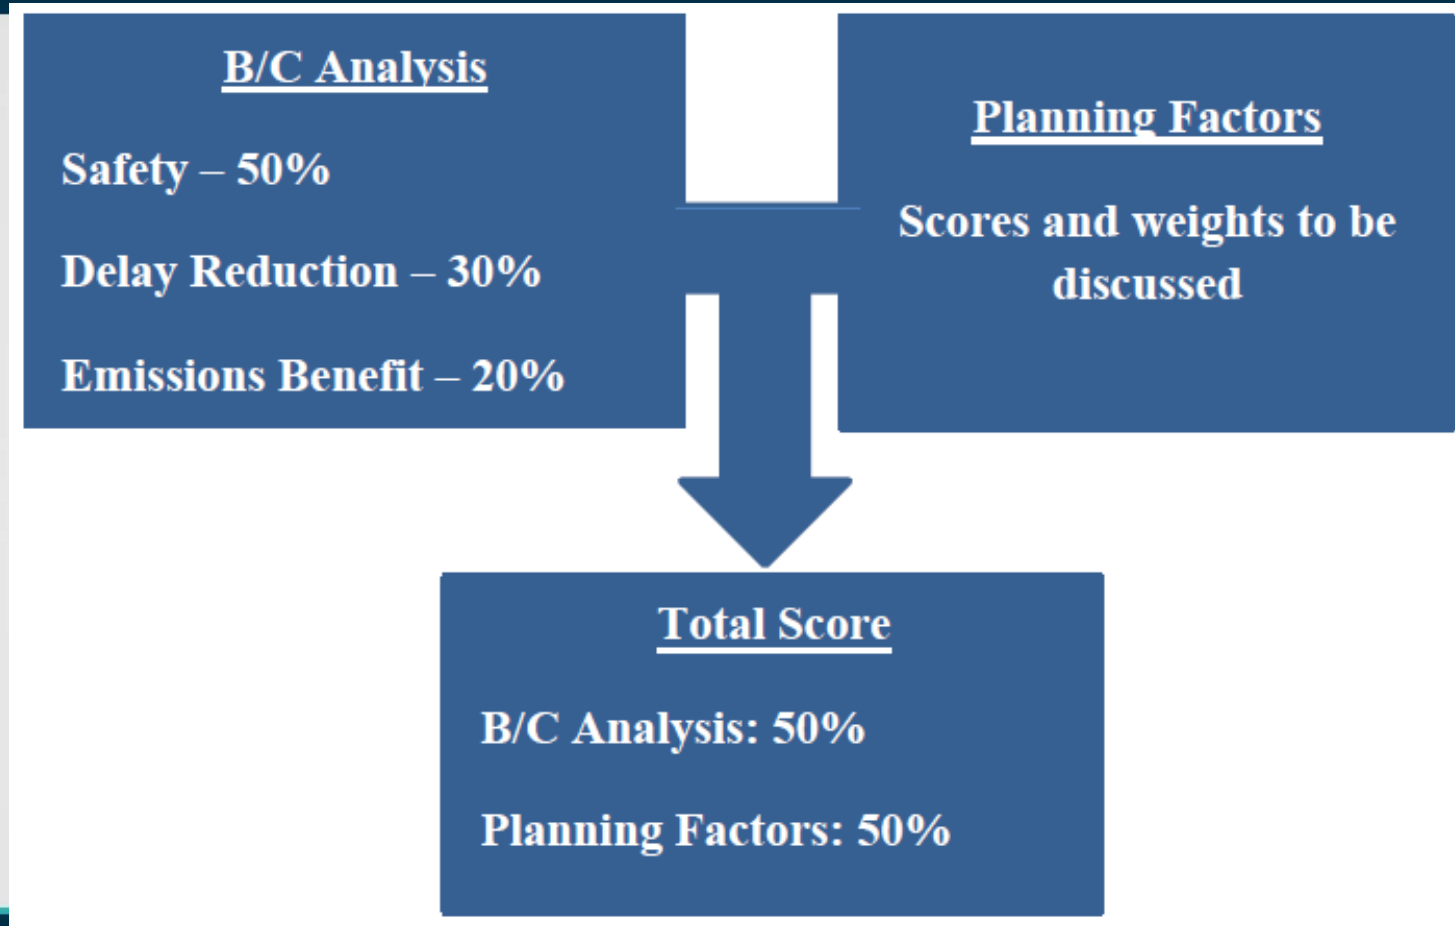 B/C Analysis
Safety – 50%
Delay Reduction – 30%
Emissions Benefit – 20%
Planning Factors
Scores and weights to be
discussed
Total Score
B/C Analysis: 50%
Planning Factors: 50%